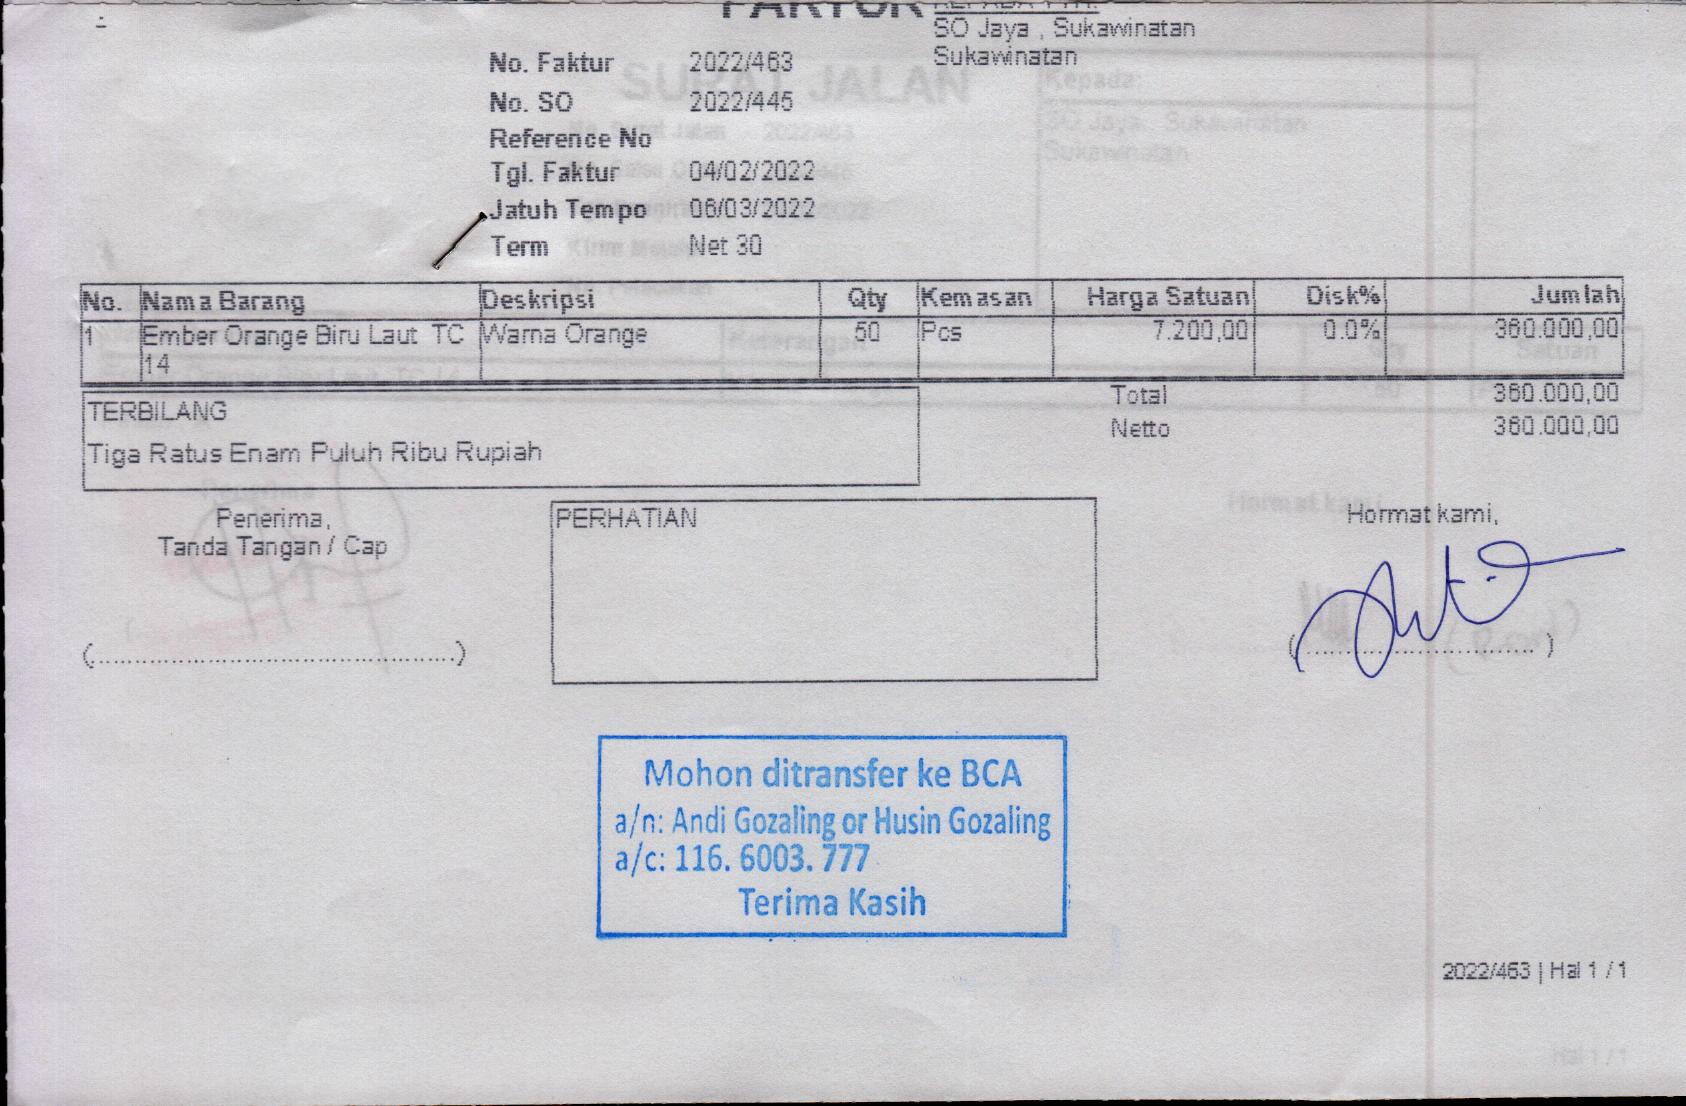 FAKTUR
KEPADA YTH:
SO Jaya , Sukawinatan
Sukawinatan
No. Faktur 2022/463
No. SO 2022/445
Reference No
Tgl. Faktur 04/02/2022
Jatuh Tempo 06/03/2022
Term Net 30
No. Nama Barang Deskripsi Qty Kemasan Harga Satuan Disk% Jumlah
1 Ember Orange Biru Laut TC 14 Warna Orange 50 Pcs 7.200,00 0.0% 360.000,00
Total 360.000,00
Netto 360.000,00
TERBILANG
Tiga Ratus Enam Puluh Ribu Rupiah
Penerima,
Tanda Tangan / Cap
(..................................................)
PERHATIAN
Hormat kami,
(..................................)
Mohon ditransfer ke BCA
a/n: Andi Gozaling or Husin Gozaling
a/c: 116. 6003. 777
Terima Kasih
2022/463 | Hal 1 / 1